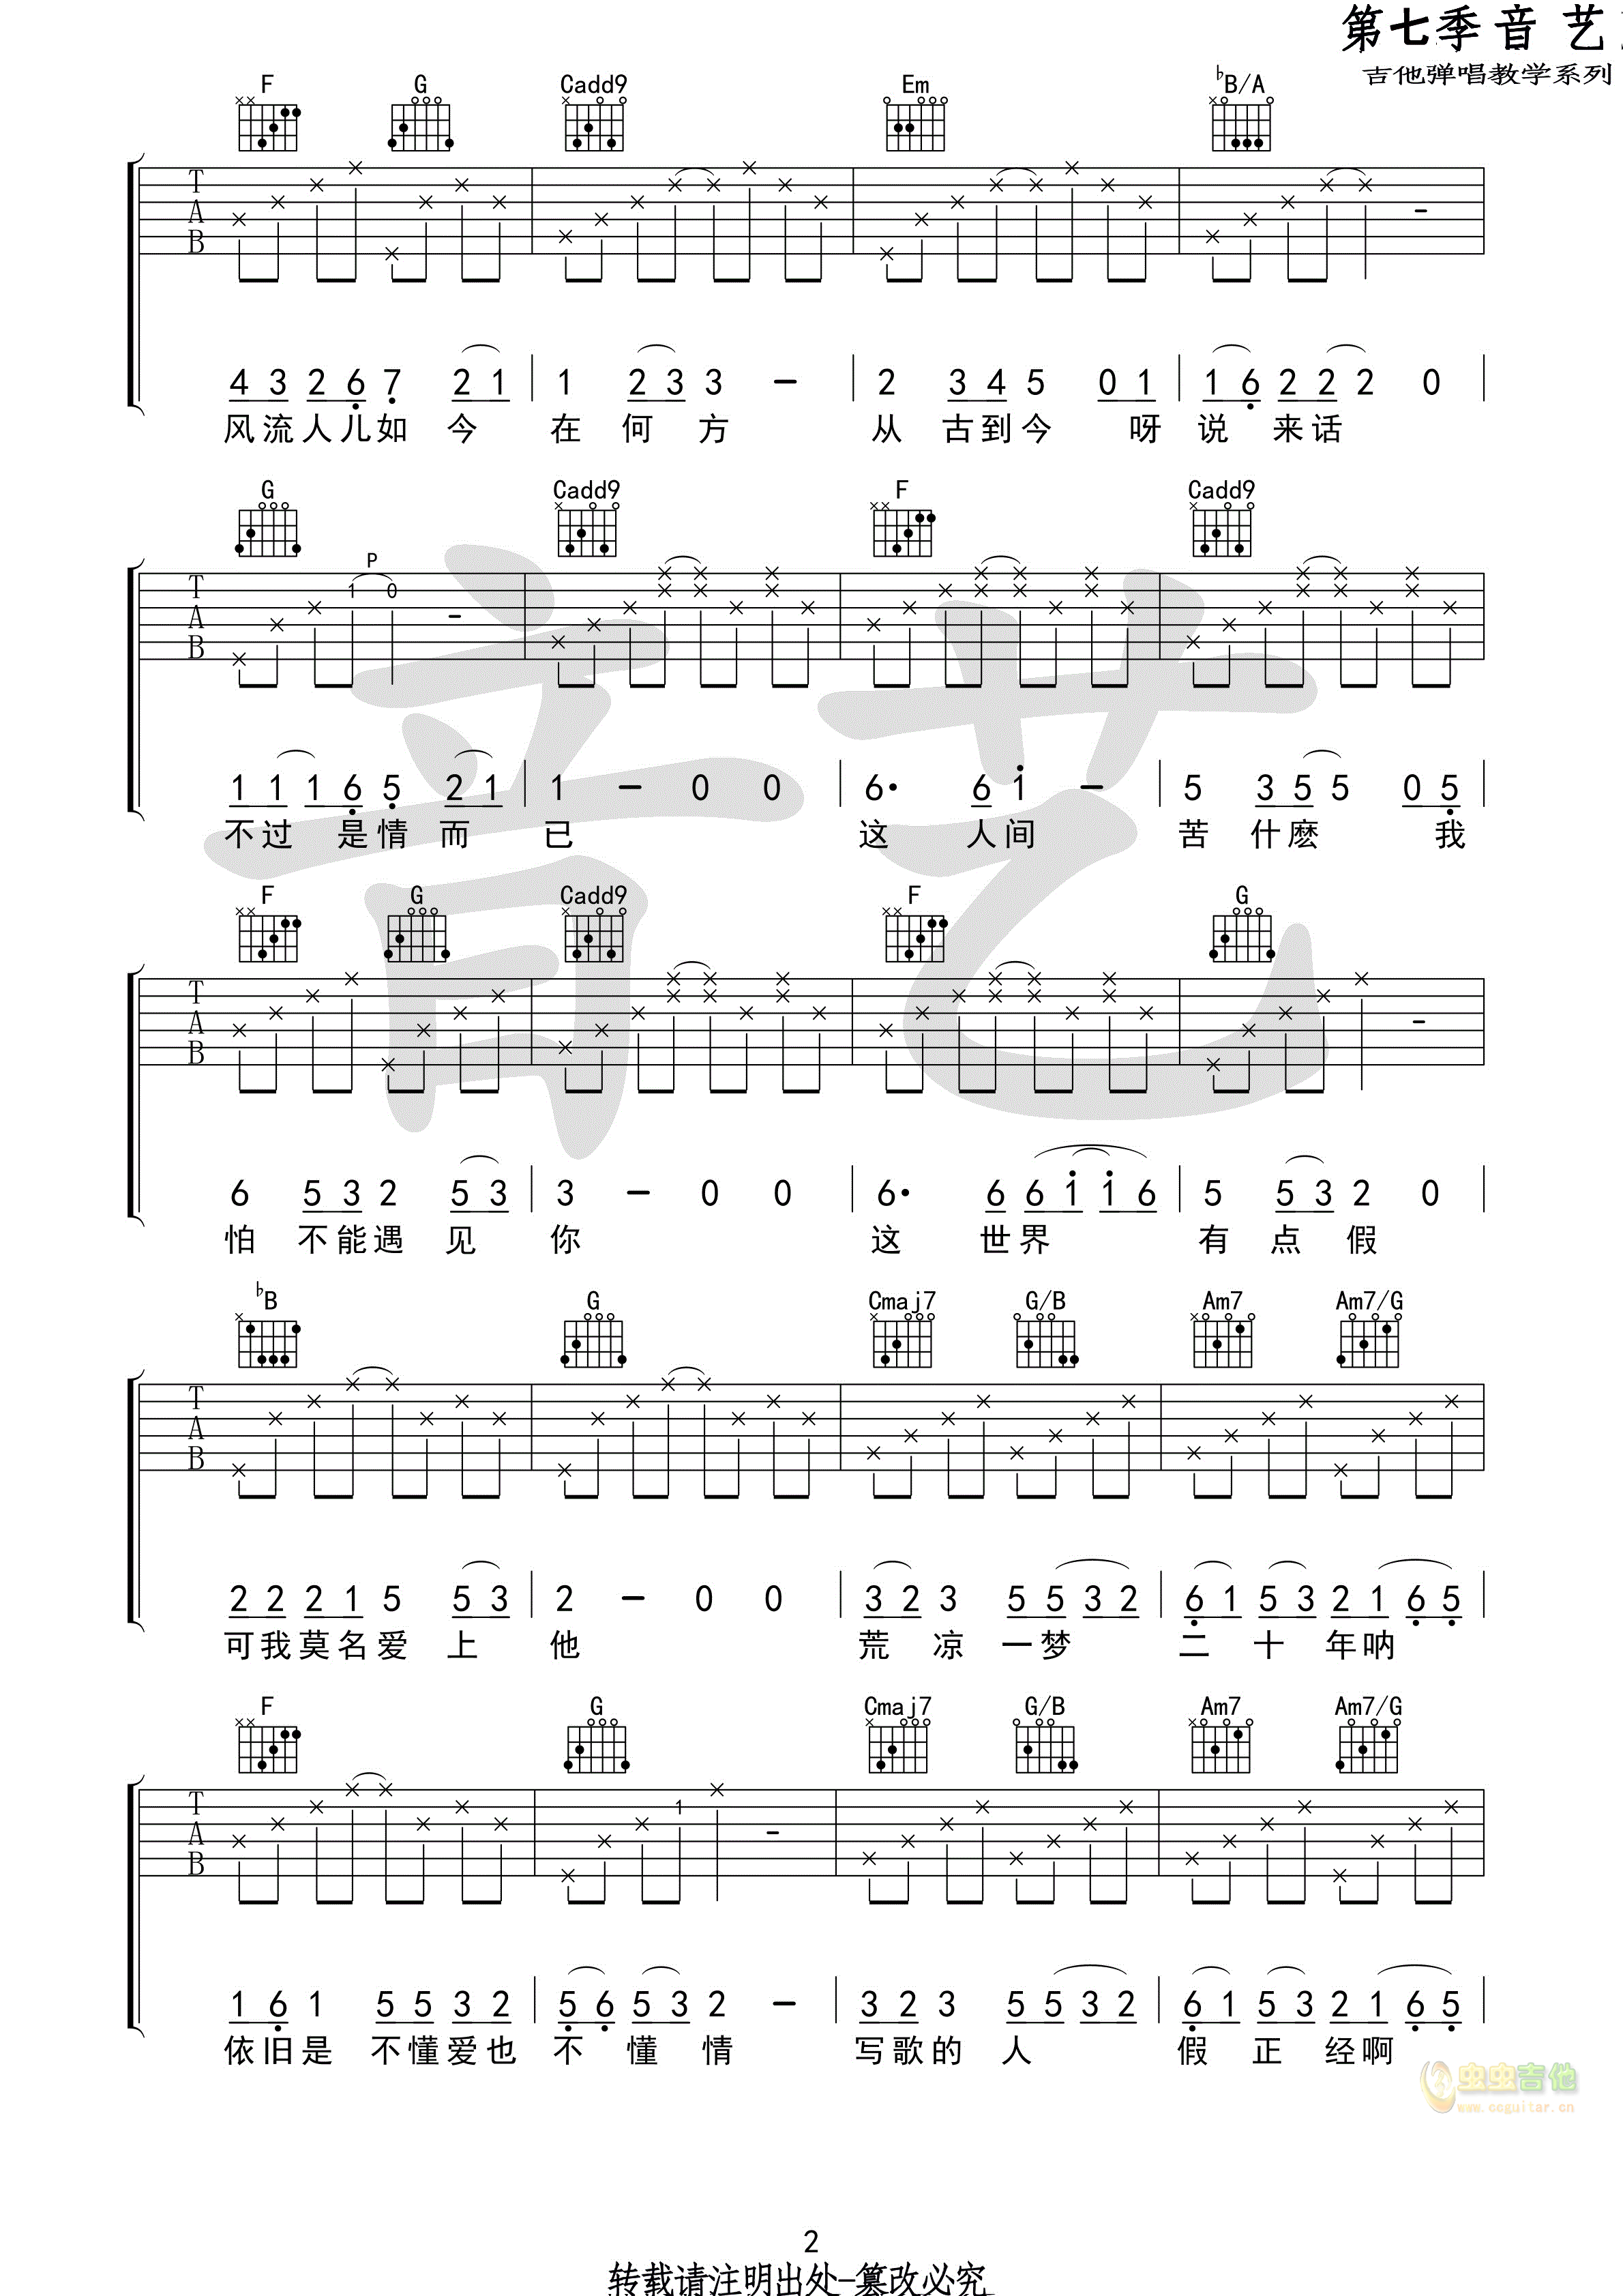 第七季音 艺
吉他弹唱教学系列
F G Cadd9 Em ♭B/A
T
A
B
4 3 2 6 7 2 1 | 1 2 3 3 – | 2 3 4 5 0 1 | 1 6 2 2 2 0
风流人儿如 今 在 何 方 从 古到今 呀 说 来话
G Cadd9 F Cadd9
P
1 0
T
A
B
1 1 1 6 5 2 1 | 1 – 0 0 | 6· 6 1 – | 5 3 5 5 0 5
不过 是情 而 已 这 人间 苦 什麽 我
音艺
F G Cadd9 F G
T
A
B
6 5 3 2 5 3 | 3 – 0 0 | 6· 6 6 1 1 6 | 5 5 3 2 0
怕 不能遇 见 你 这 世界 有 点 假
♭B G Cmaj7 G/B Am7 Am7/G
T
A
B
2 2 2 1 5 5 3 | 2 – 0 0 | 3 2 3 5 5 3 2 | 6 1 5 3 2 1 6 5
可我莫名爱 上 他 荒 凉 一梦 二 十 年呐
F G Cmaj7 G/B Am7 Am7/G
1
T
A
B
1 6 1 5 5 3 2 | 5 6 5 3 2 – | 3 2 3 5 5 3 2 | 6 1 5 3 2 1 6 5
依旧是 不懂爱也 不 懂 情 写歌的 人 假 正 经啊
虫虫吉他
www.ccguitar.cn
2
转载请注明出处–篡改必究